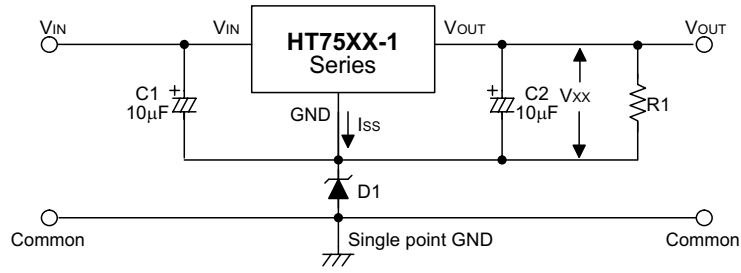 VIN
VIN
HT75XX-1
Series
VOUT
VOUT
C1
10μF
+
GND
ISS
+
C2
10μF
VXX
R1
D1
Common
Single point GND
Common